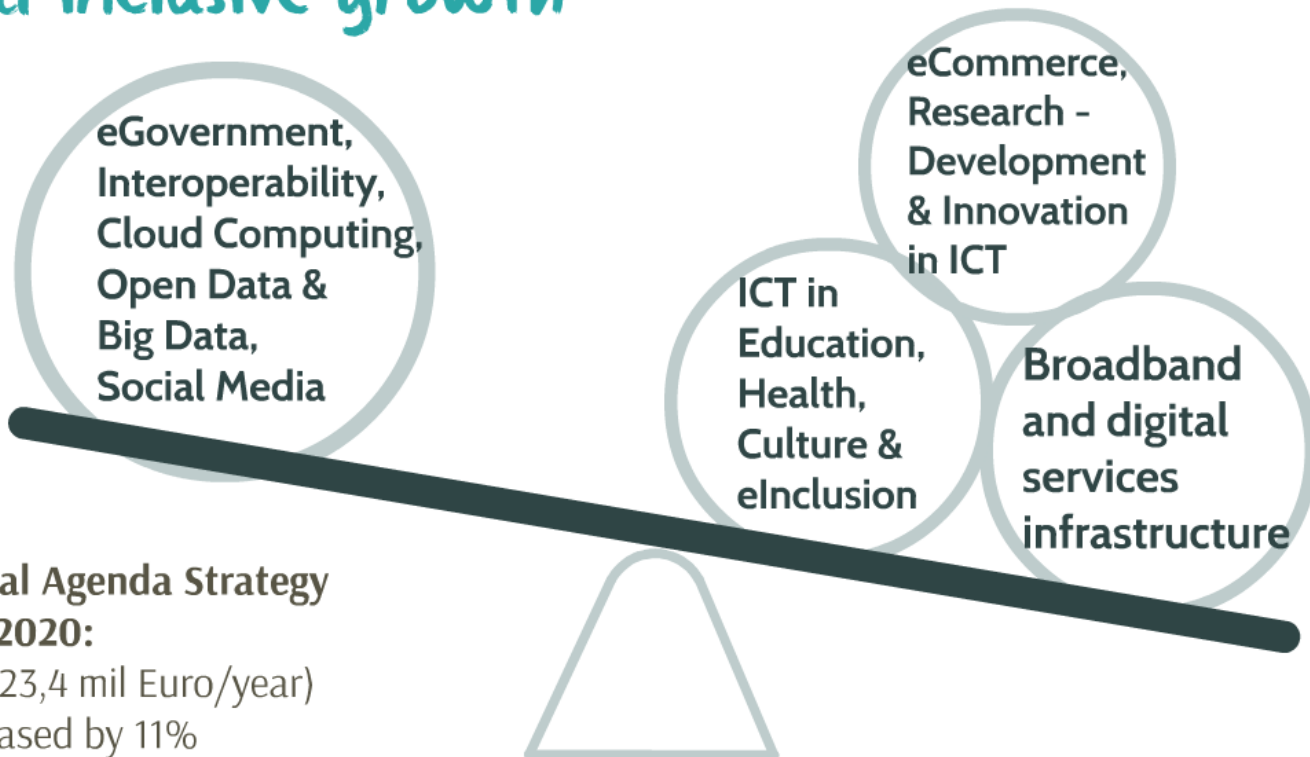 inclusive growth
eGovernment,
Interoperability,
Cloud Computing,
Open Data &
Big Data,
Social Media
eCommerce,
Research -
Development
& Innovation
in ICT
ICT in
Education,
Health,
Culture &
eInclusion
Broadband
and digital
services
infrastructure
al Agenda Strategy
2020:
23,4 mil Euro/year)
ased by 11%